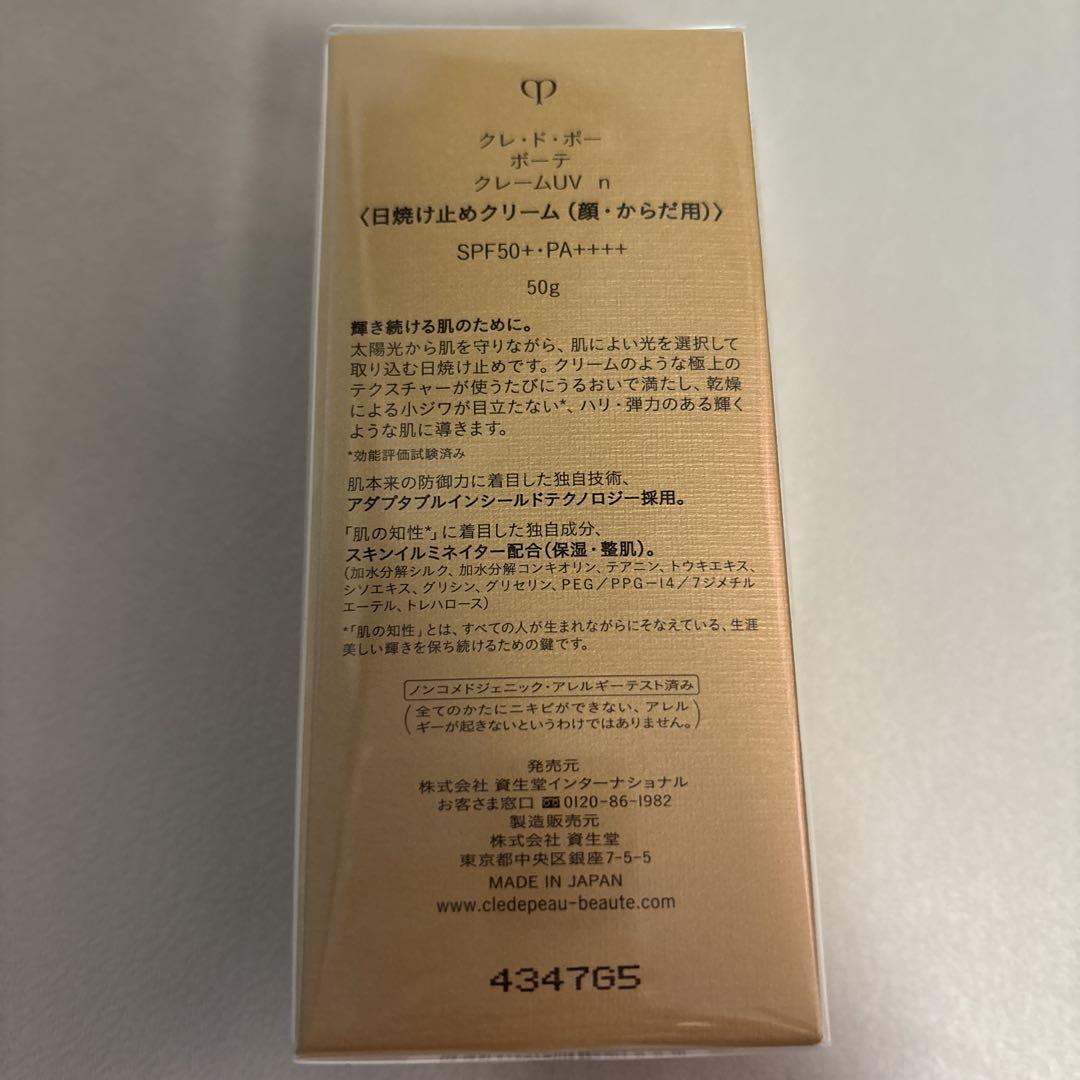 クレ・ド・ポー
ボーテ
クレームUV n
〈日焼け止めクリーム（顔・からだ用）〉
SPF50+・PA++++
50g
輝き続ける肌のために。
太陽光から肌を守りながら、肌によい光を選択して
取り込む日焼け止めです。クリームのような極上の
テクスチャーが使うたびにうるおいで満たし、乾燥
による小ジワが目立たない*、ハリ・弾力のある輝く
ような肌に導きます。
*効能評価試験済み
肌本来の防御力に着目した独自技術、
アダプタブルインシールドテクノロジー採用。
「肌の知性*」に着目した独自成分、
スキンイルミネイター配合（保湿・整肌）。
（加水分解シルク、加水分解コンキオリン、テアニン、トウキエキス、
シソエキス、グリシン、グリセリン、PEG/PPG-14/7ジメチル
エーテル、トレハロース）
*「肌の知性」とは、すべての人が生まれながらにそなえている、生涯
美しい輝きを保ち続けるための鍵です。
ノンコメドジェニック・アレルギーテスト済み
（全てのかたにニキビができない、アレル
ギーが起きないというわけではありません。）
発売元
株式会社 資生堂インターナショナル
お客さま窓口 0120-86-1982
製造販売元
株式会社 資生堂
東京都中央区銀座7-5-5
MADE IN JAPAN
www.cledepeau-beaute.com
4347G5